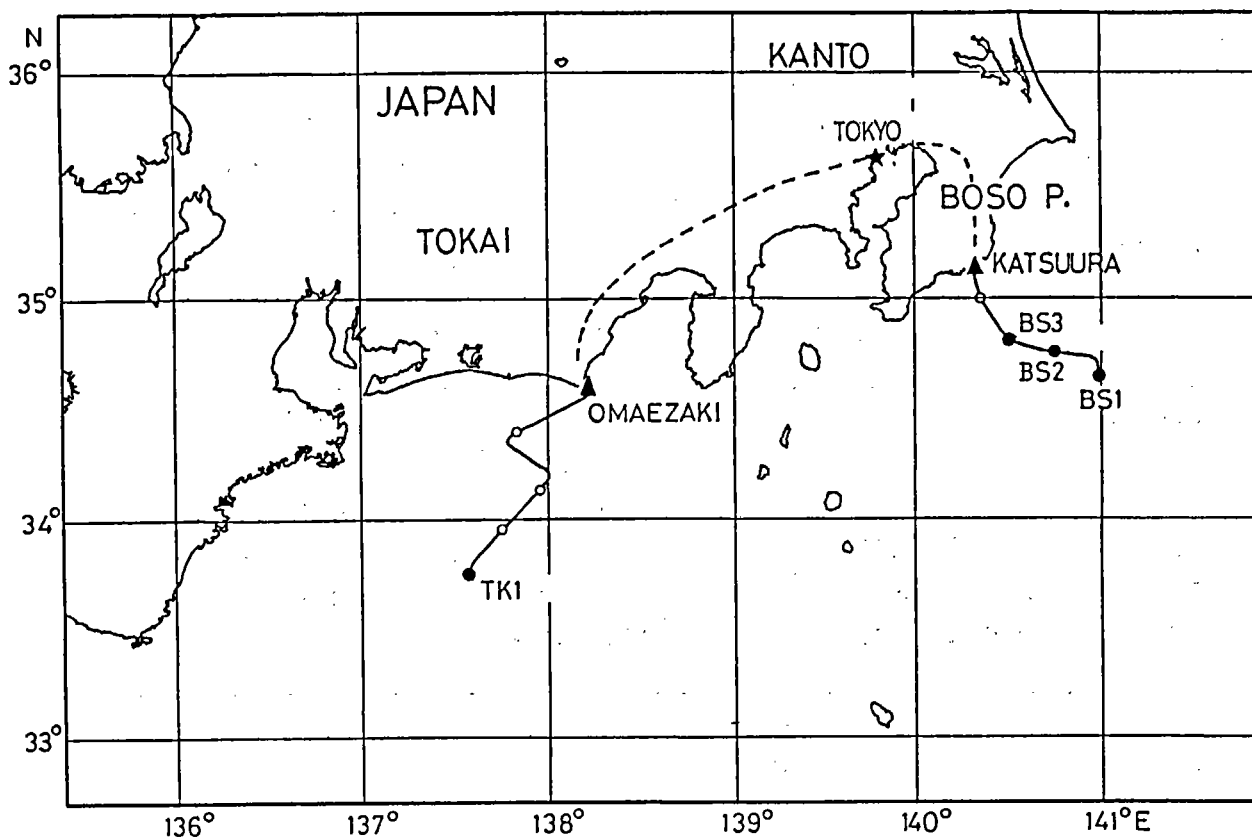 N
36°
KANTO
JAPAN
TOKYO
BOSO P.
TOKAI
KATSUURA
35°
BS3
BS2
BS1
OMAEZAKI
34°
TK1
33°
136°
137°
138°
139°
140°
141°E